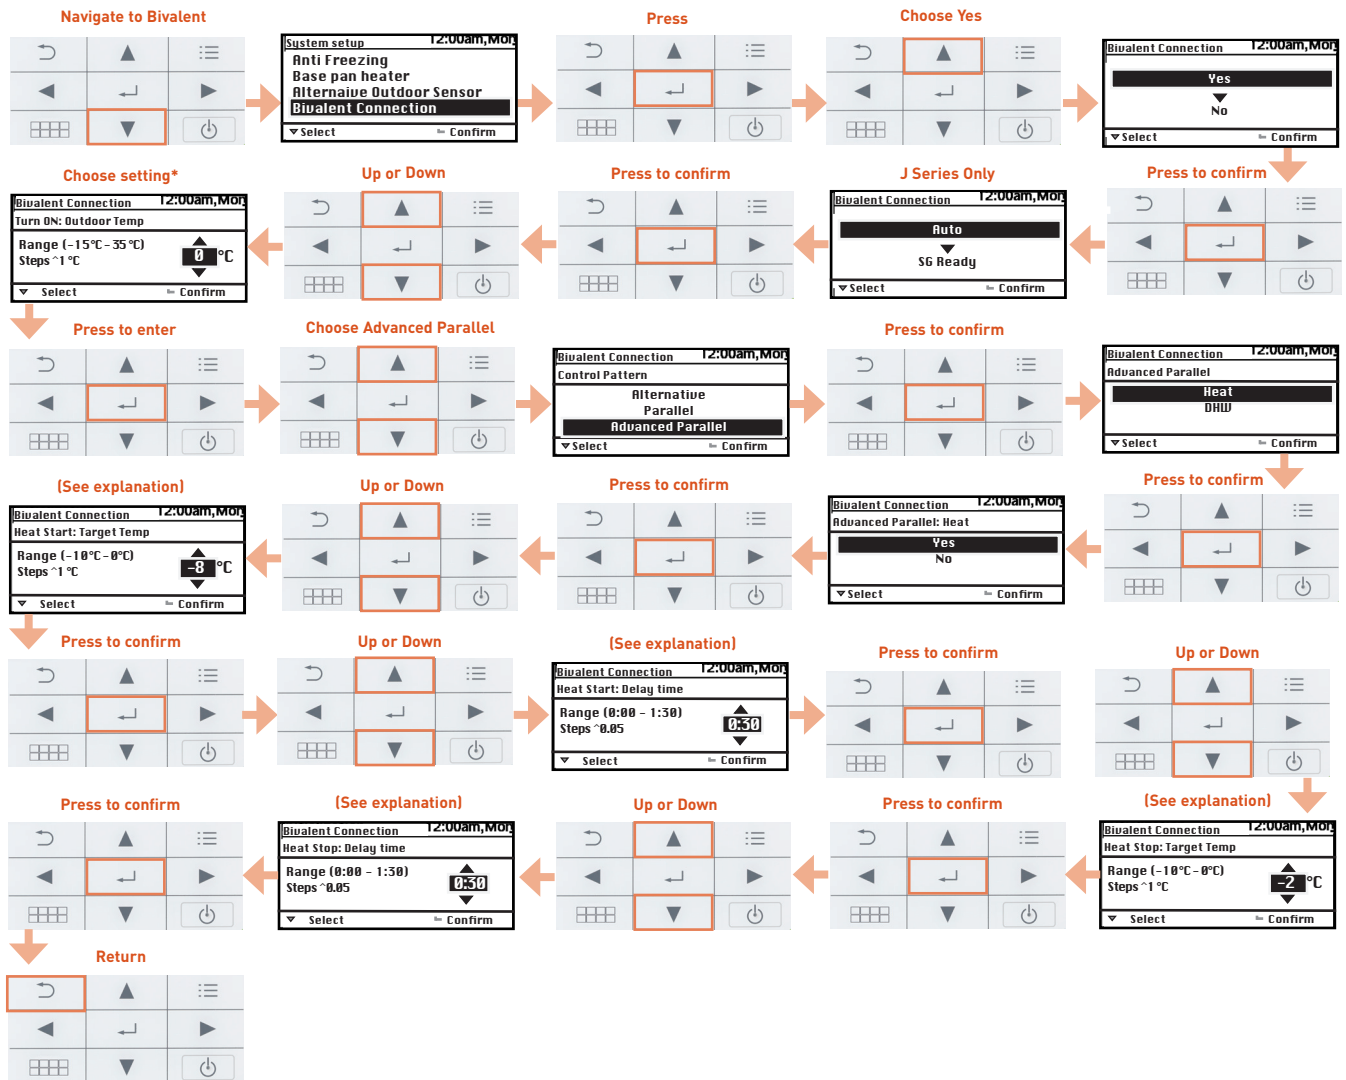 Navigate to Bivalent
System setup 12:00am,Mon
Anti Freezing
Base pan heater
Alternaive Outdoor Sensor
Bivalent Connection
Select Confirm
Press
Choose Yes
Bivalent Connection 12:00am,Mon
Yes
No
Select Confirm
Press to confirm
J Series Only
Bivalent Connection 12:00am,Mon
Auto
SG Ready
Select Confirm
Press to confirm
Up or Down
Choose setting*
Bivalent Connection 12:00am,Mon
Turn ON: Outdoor Temp
Range (-15°C-35°C)
Steps ^1°C
0 °C
Select Confirm
Press to enter
Choose Advanced Parallel
Bivalent Connection 12:00am,Mon
Control Pattern
Alternative
Parallel
Advanced Parallel
Select Confirm
Press to confirm
Bivalent Connection 12:00am,Mon
Advanced Parallel
Heat
DHW
Select Confirm
Press to confirm
Bivalent Connection 12:00am,Mon
Advanced Parallel: Heat
Yes
No
Select Confirm
Press to confirm
Up or Down
(See explanation)
Bivalent Connection 12:00am,Mon
Heat Start: Target Temp
Range (-10°C-0°C)
Steps ^1°C
-8 °C
Select Confirm
Press to confirm
Up or Down
(See explanation)
Bivalent Connection 12:00am,Mon
Heat Start: Delay time
Range (0:00 - 1:30)
Steps ^0.05
0:30
Select Confirm
Press to confirm
Up or Down
(See explanation)
Bivalent Connection 12:00am,Mon
Heat Stop: Target Temp
Range (-10°C-0°C)
Steps ^1°C
-2 °C
Select Confirm
Press to confirm
Up or Down
(See explanation)
Bivalent Connection 12:00am,Mon
Heat Stop: Delay time
Range (0:00 - 1:30)
Steps ^0.05
0:30
Select Confirm
Press to confirm
Return